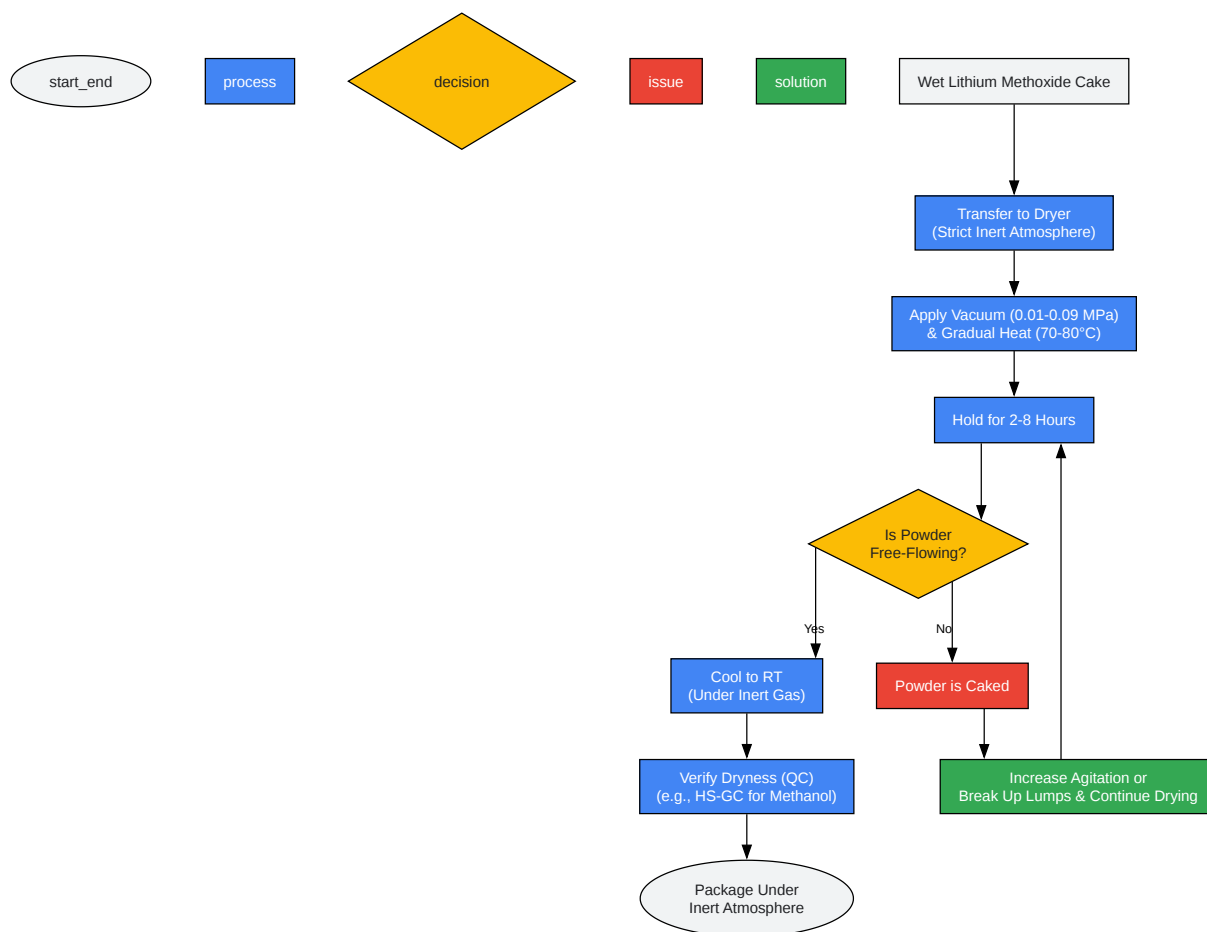 start_end
process
decision
issue
solution
Wet Lithium Methoxide Cake
Transfer to Dryer
(Strict Inert Atmosphere)
Apply Vacuum (0.01-0.09 MPa)
& Gradual Heat (70-80°C)
Hold for 2-8 Hours
Is Powder
Free-Flowing?
Yes
No
Cool to RT
(Under Inert Gas)
Powder is Caked
Verify Dryness (QC)
(e.g., HS-GC for Methanol)
Increase Agitation or
Break Up Lumps & Continue Drying
Package Under
Inert Atmosphere